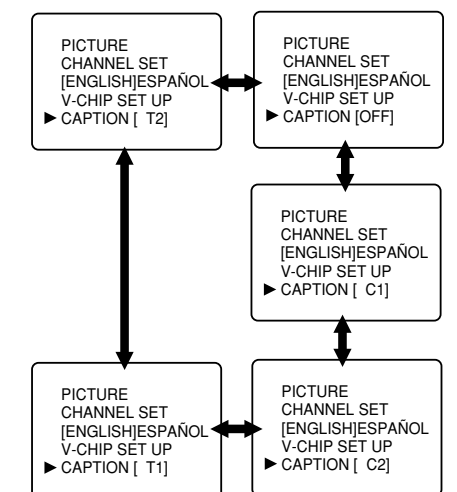 PICTURE
CHANNEL SET
[ENGLISH]ESPAÑOL
V-CHIP SET UP
▶ CAPTION [ T2]
PICTURE
CHANNEL SET
[ENGLISH]ESPAÑOL
V-CHIP SET UP
▶ CAPTION [OFF]
PICTURE
CHANNEL SET
[ENGLISH]ESPAÑOL
V-CHIP SET UP
▶ CAPTION [ C1]
PICTURE
CHANNEL SET
[ENGLISH]ESPAÑOL
V-CHIP SET UP
▶ CAPTION [ T1]
PICTURE
CHANNEL SET
[ENGLISH]ESPAÑOL
V-CHIP SET UP
▶ CAPTION [ C2]